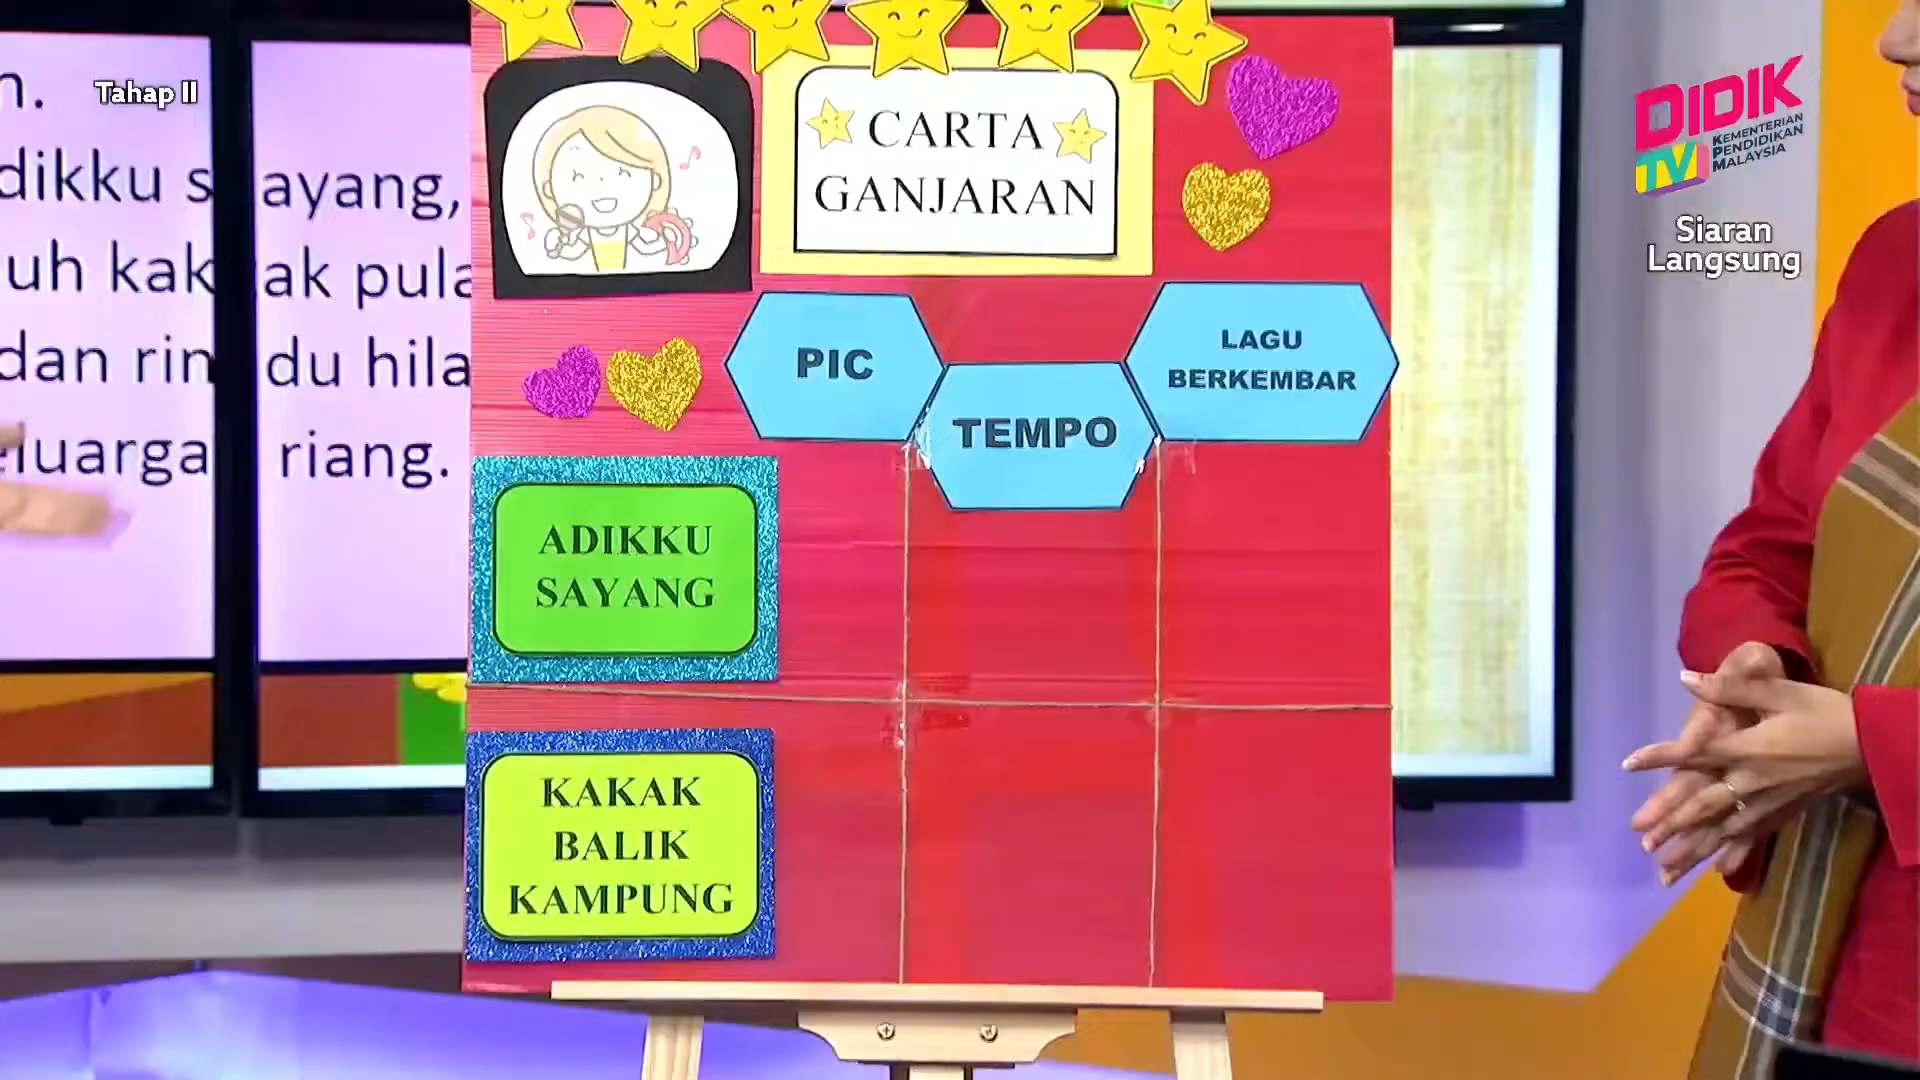 Tahap II
n.
dikku s ayang,
uh kak ak pula
dan rin du hila
eluarga riang.
CARTA
GANJARAN
PIC
TEMPO
LAGU
BERKEMBAR
ADIKKU
SAYANG
KAKAK
BALIK
KAMPUNG
DIDIK
TV
KEMENTERIAN
PENDIDIKAN
MALAYSIA
Siaran
Langsung